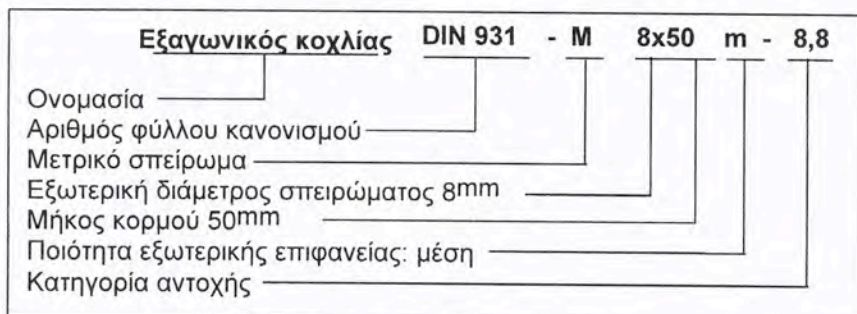 Εξαγωνικός κοχλίας DIN 931 - M 8x50 m - 8,8
Ονομασία
Αριθμός φύλλου κανονισμού
Μετρικό σπείρωμα
Εξωτερική διάμετρος σπειρώματος 8mm
Μήκος κορμού 50mm
Ποιότητα εξωτερικής επιφανείας: μέση
Κατηγορία αντοχής